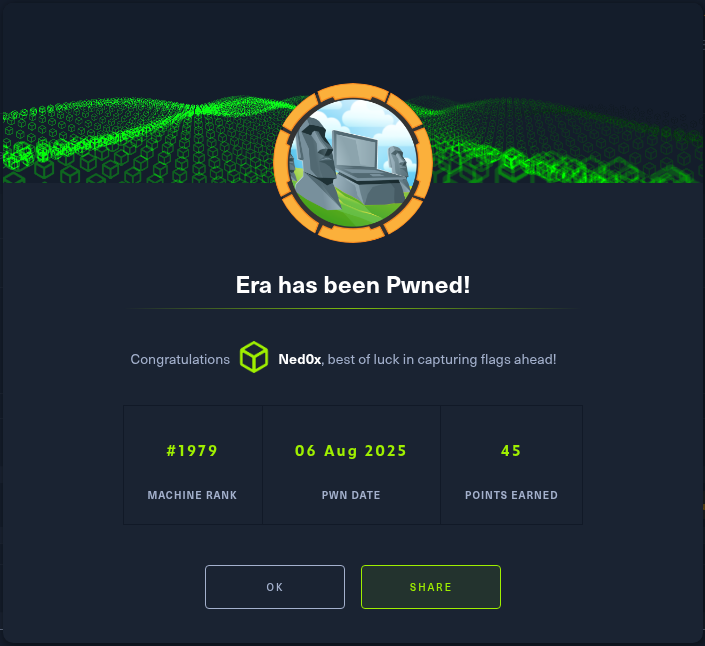 Era has been Pwned!
Congratulations Ned0x, best of luck in capturing flags ahead!
#1979 06 Aug 2025 45
MACHINE RANK PWN DATE POINTS EARNED
OK SHARE